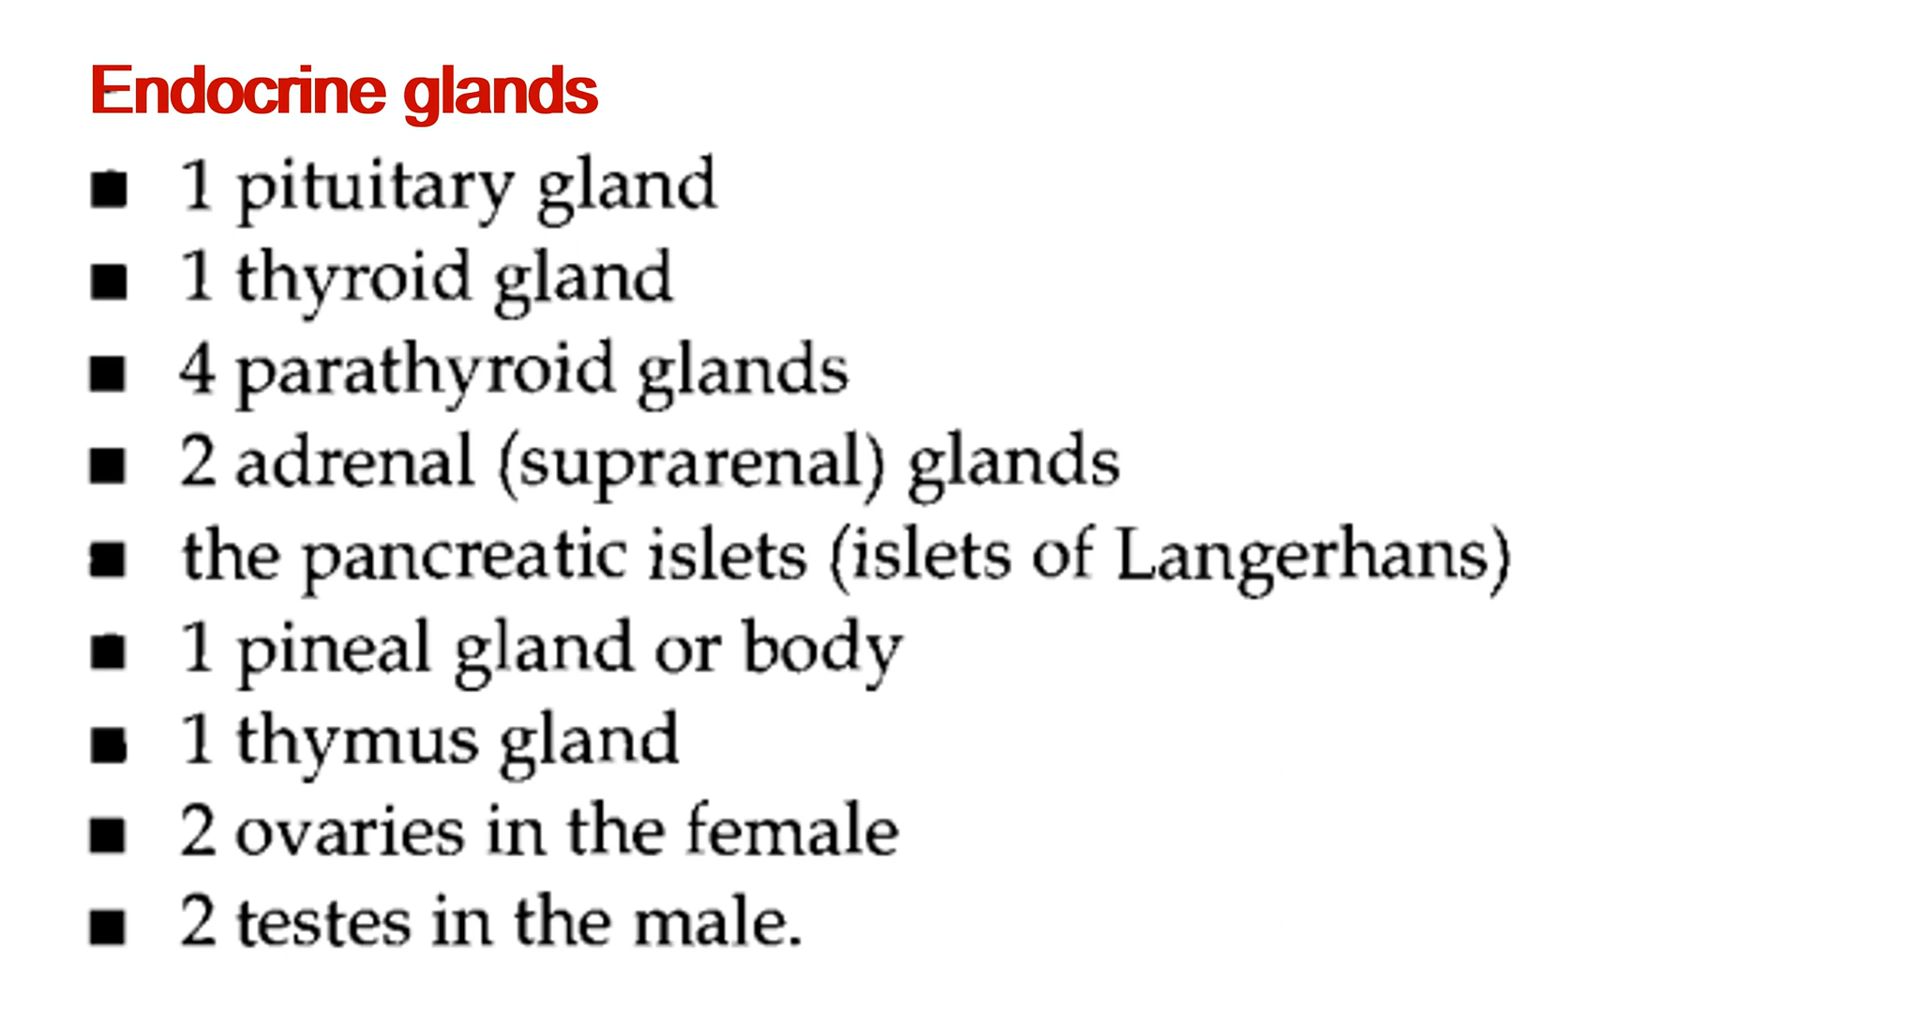 Endocrine glands
■ 1 pituitary gland
■ 1 thyroid gland
■ 4 parathyroid glands
■ 2 adrenal (suprarenal) glands
■ the pancreatic islets (islets of Langerhans)
■ 1 pineal gland or body
■ 1 thymus gland
■ 2 ovaries in the female
■ 2 testes in the male.